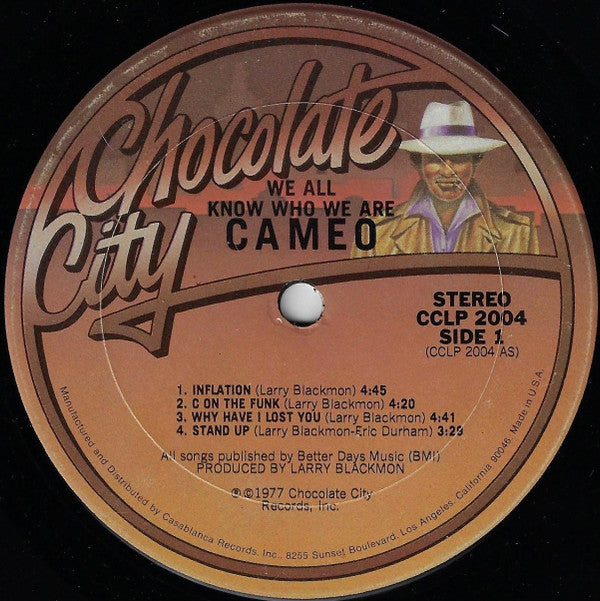 Chocolate
City
WE ALL
KNOW WHO WE ARE
CAMEO
STEREO
CCLP 2004
SIDE 1
(CCLP 2004 AS)
1. INFLATION (Larry Blackmon) 4:45
2. C ON THE FUNK (Larry Blackmon) 4:20
3. WHY HAVE I LOST YOU (Larry Blackmon) 4:41
4. STAND UP (Larry Blackmon-Eric Durham) 3:29
All songs published by Better Days Music (BMI)
PRODUCED BY LARRY BLACKMON
℗©1977 Chocolate City
Records, Inc.
Manufactured and Distributed by Casablanca Records, Inc., 8255 Sunset Boulevard, Los Angeles, California 90046, Made in U.S.A.